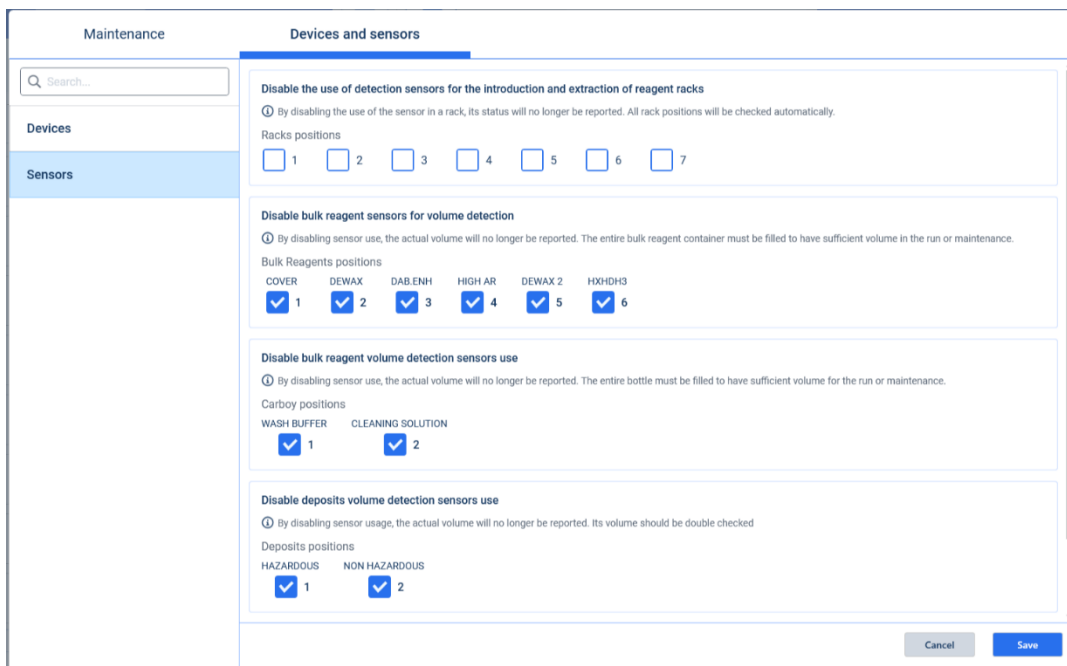 Maintenance
Devices and sensors
Search...
Devices
Sensors
Disable the use of detection sensors for the introduction and extraction of reagent racks
By disabling the use of the sensor in a rack, its status will no longer be reported. All rack positions will be checked automatically.
Racks positions
1 2 3 4 5 6 7
Disable bulk reagent sensors for volume detection
By disabling sensor use, the actual volume will no longer be reported. The entire bulk reagent container must be filled to have sufficient volume in the run or maintenance.
Bulk Reagents positions
COVER DEWAX DAB.ENH HIGH AR DEWAX 2 HXHDH3
1 2 3 4 5 6
Disable bulk reagent volume detection sensors use
By disabling sensor use, the actual volume will no longer be reported. The entire bottle must be filled to have sufficient volume for the run or maintenance.
Carboy positions
WASH BUFFER CLEANING SOLUTION
1 2
Disable deposits volume detection sensors use
By disabling sensor usage, the actual volume will no longer be reported. Its volume should be double checked
Deposits positions
HAZARDOUS NON HAZARDOUS
1 2
Cancel Save